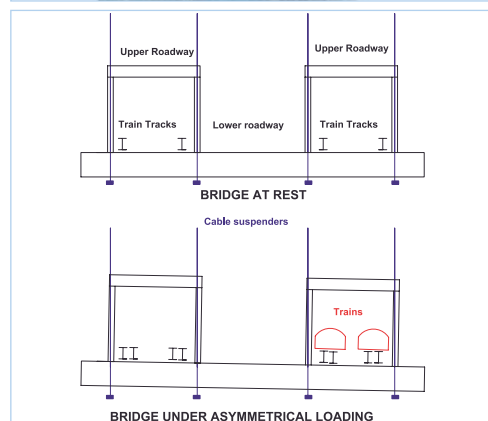 Upper Roadway
Upper Roadway
Train Tracks
Lower roadway
Train Tracks
BRIDGE AT REST
Cable suspenders
Trains
BRIDGE UNDER ASYMMETRICAL LOADING